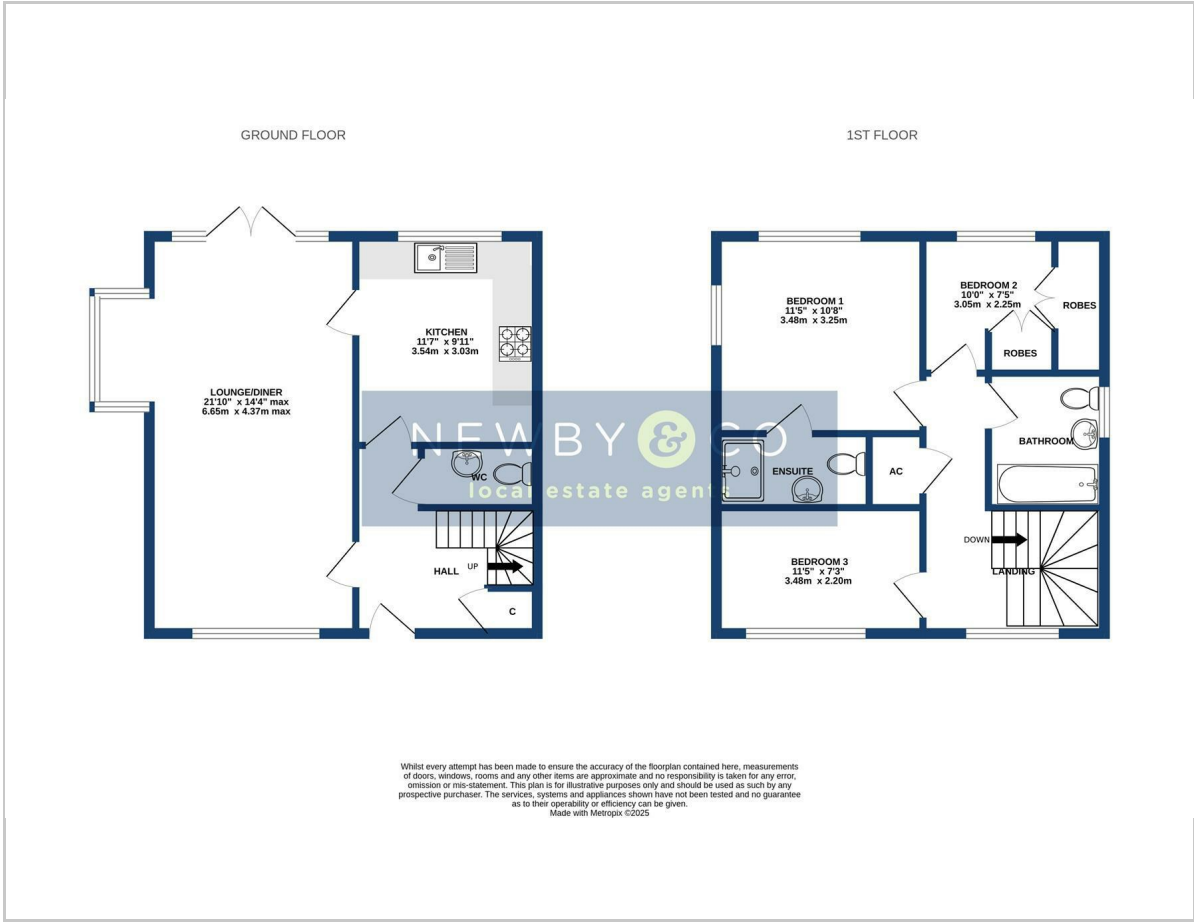 GROUND FLOOR
LOUNGE/DINER
21'10" x 14'4" max
6.65m x 4.37m max
KITCHEN
11'7" x 9'11"
3.54m x 3.03m
WC
HALL
UP
C
1ST FLOOR
BEDROOM 1
11'5" x 10'8"
3.48m x 3.25m
BEDROOM 2
10'0" x 7'5"
3.05m x 2.25m
ROBES
ROBES
BATHROOM
ENSUITE
AC
BEDROOM 3
11'5" x 7'3"
3.48m x 2.20m
DOWN
LANDING
NEWBY & CO
local estate agents
Whilst every attempt has been made to ensure the accuracy of the floorplan contained here, measurements
of doors, windows, rooms and any other items are approximate and no responsibility is taken for any error,
omission or mis-statement. This plan is for illustrative purposes only and should be used as such by any
prospective purchaser. The services, systems and appliances shown have not been tested and no guarantee
as to their operability or efficiency can be given.
Made with Metropix ©2025